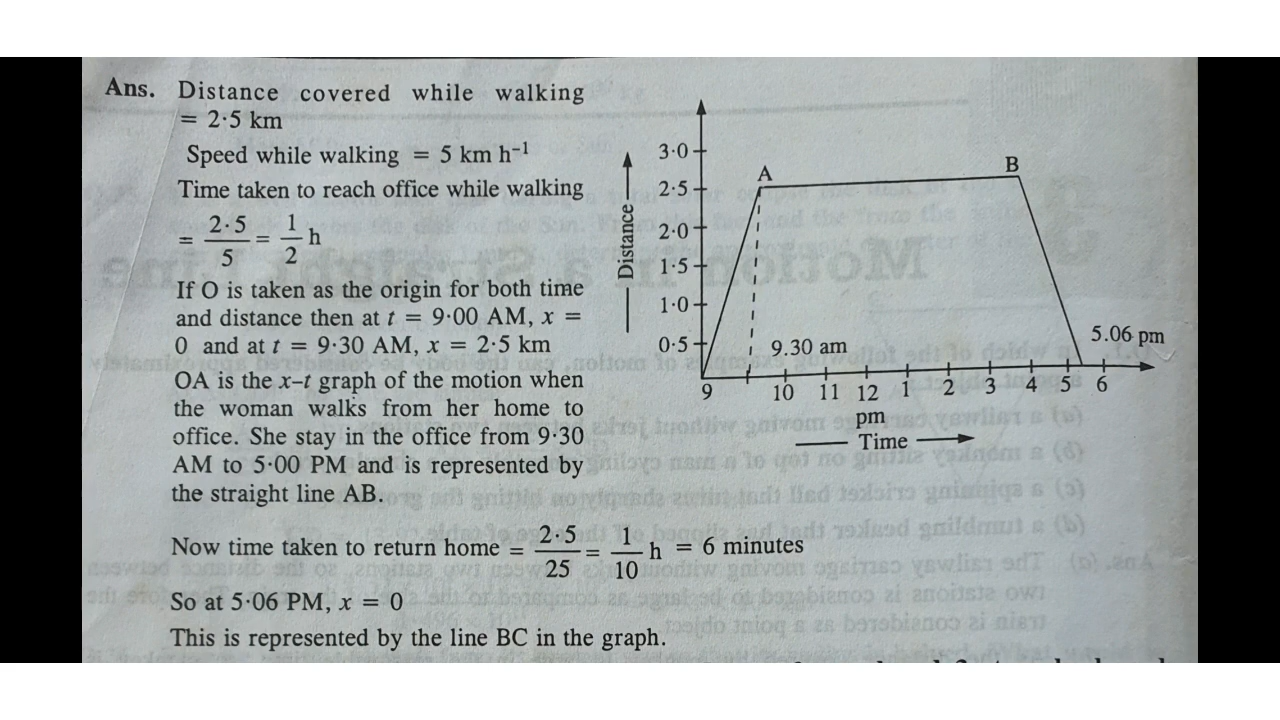 Ans. Distance covered while walking
= 2·5 km
Speed while walking = 5 km h⁻¹
Time taken to reach office while walking
= 2·5/5 = 1/2 h
If O is taken as the origin for both time
and distance then at t = 9·00 AM, x =
0 and at t = 9·30 AM, x = 2·5 km
OA is the x–t graph of the motion when
the woman walks from her home to
office. She stay in the office from 9·30
AM to 5·00 PM and is represented by
the straight line AB.
Now time taken to return home = 2·5/25 = 1/10 h = 6 minutes
So at 5·06 PM, x = 0
This is represented by the line BC in the graph.
Distance
3·0
2·5
2·0
1·5
1·0
0·5
A
B
9.30 am
5.06 pm
9 10 11 12 1 2 3 4 5 6
pm
Time